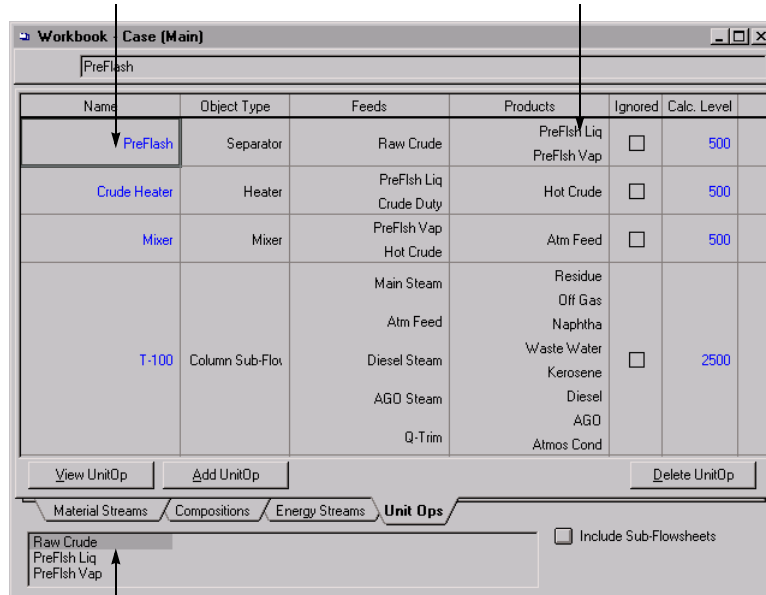 Workbook - Case (Main)
PreFlash
Name Object Type Feeds Products Ignored Calc. Level
PreFlash Separator Raw Crude PreFlsh Liq 500
PreFlsh Vap
Crude Heater Heater PreFlsh Liq Hot Crude 500
Crude Duty
Mixer Mixer PreFlsh Vap Atm Feed 500
Hot Crude
T-100 Column Sub-Flov 2500
Main Steam
Atm Feed
Diesel Steam
AGO Steam
Q-Trim
Residue
Off Gas
Naphtha
Waste Water
Kerosene
Diesel
AGO
Atmos Cond
View UnitOp Add UnitOp Delete UnitOp
Material Streams Compositions Energy Streams Unit Ops
Raw Crude
PreFlsh Liq
PreFlsh Vap
Include Sub-Flowsheets